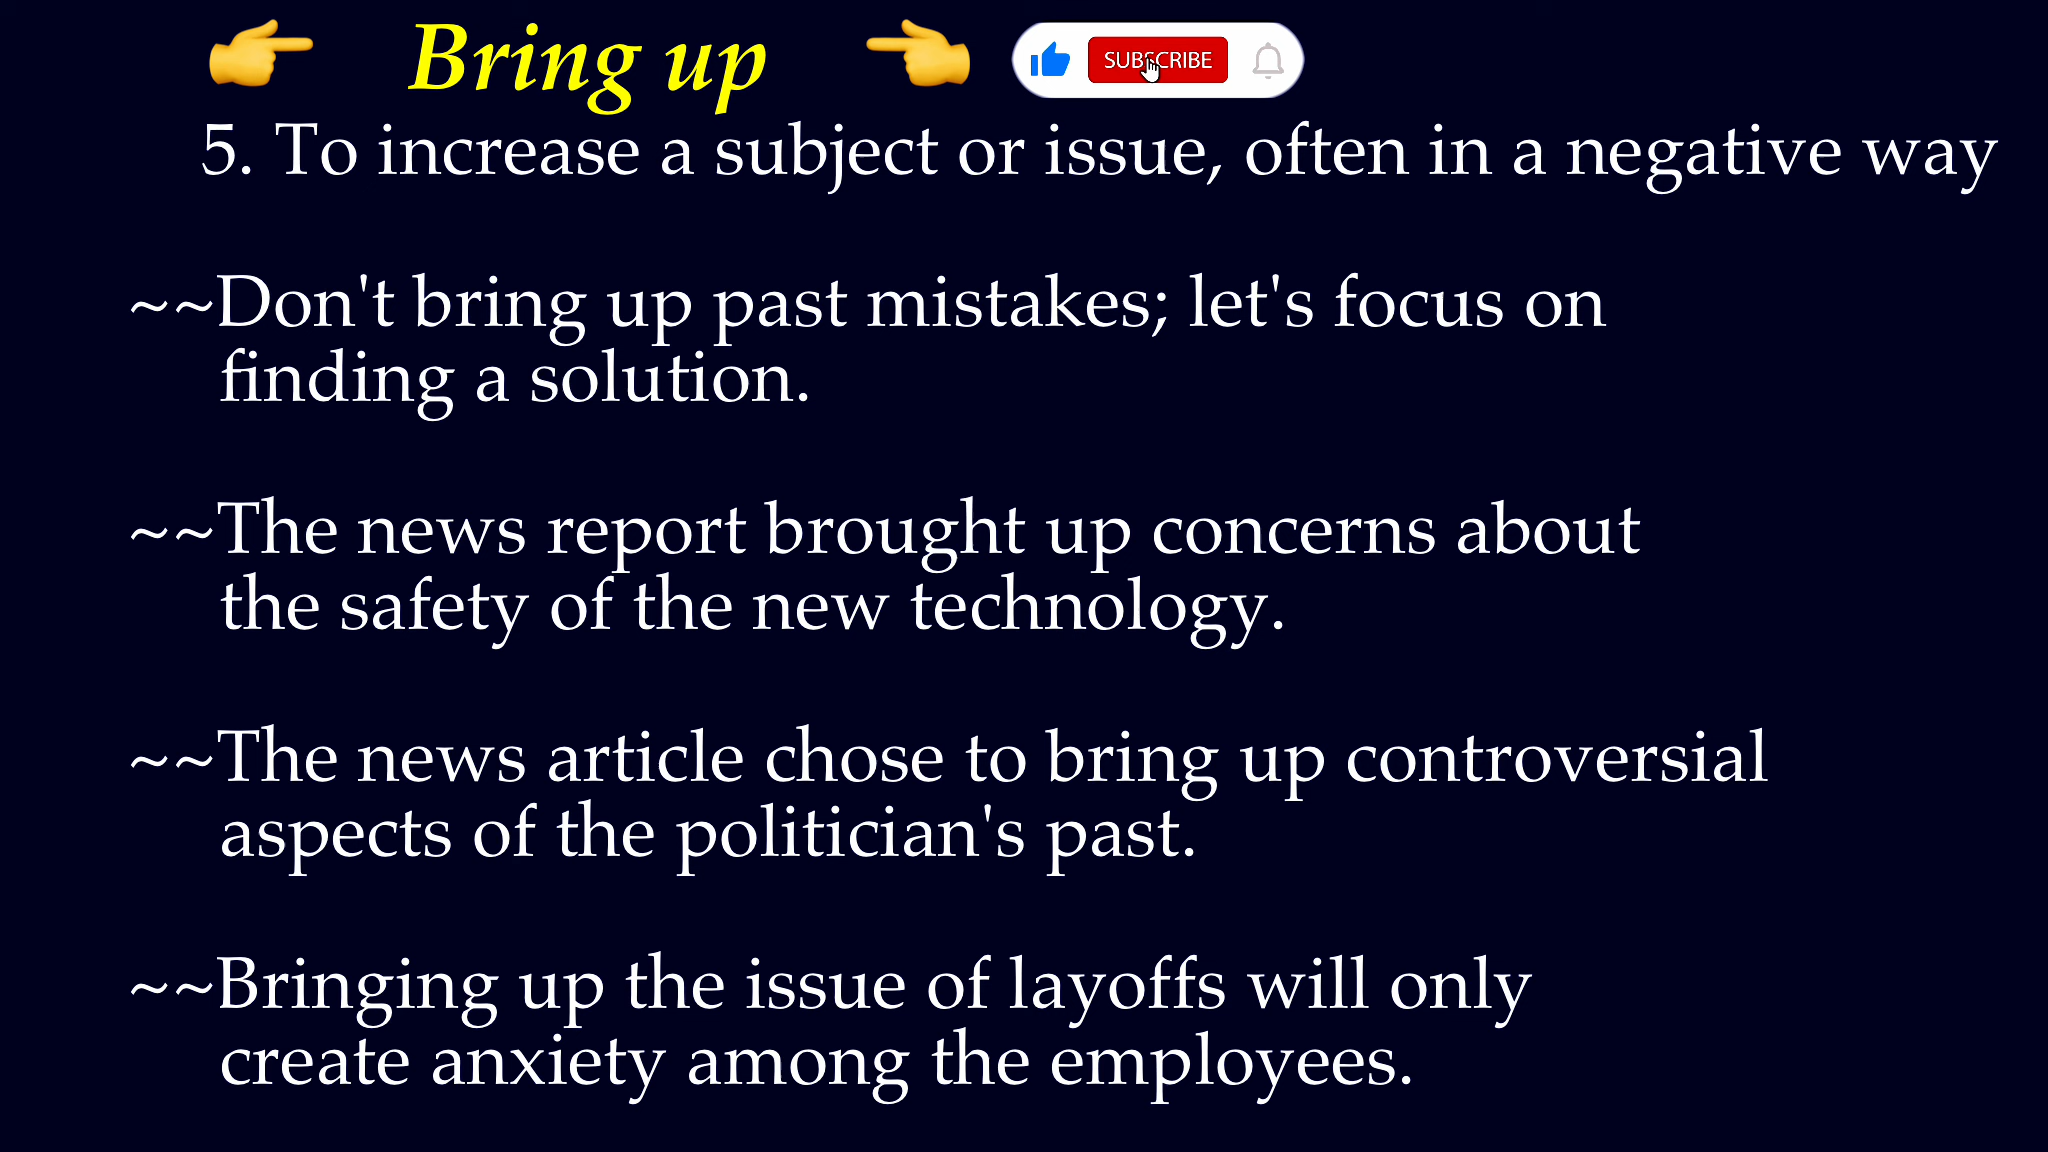 Bring up
SUBSCRIBE
5. To increase a subject or issue, often in a negative way
~~Don't bring up past mistakes; let's focus on
finding a solution.
~~The news report brought up concerns about
the safety of the new technology.
~~The news article chose to bring up controversial
aspects of the politician's past.
~~Bringing up the issue of layoffs will only
create anxiety among the employees.